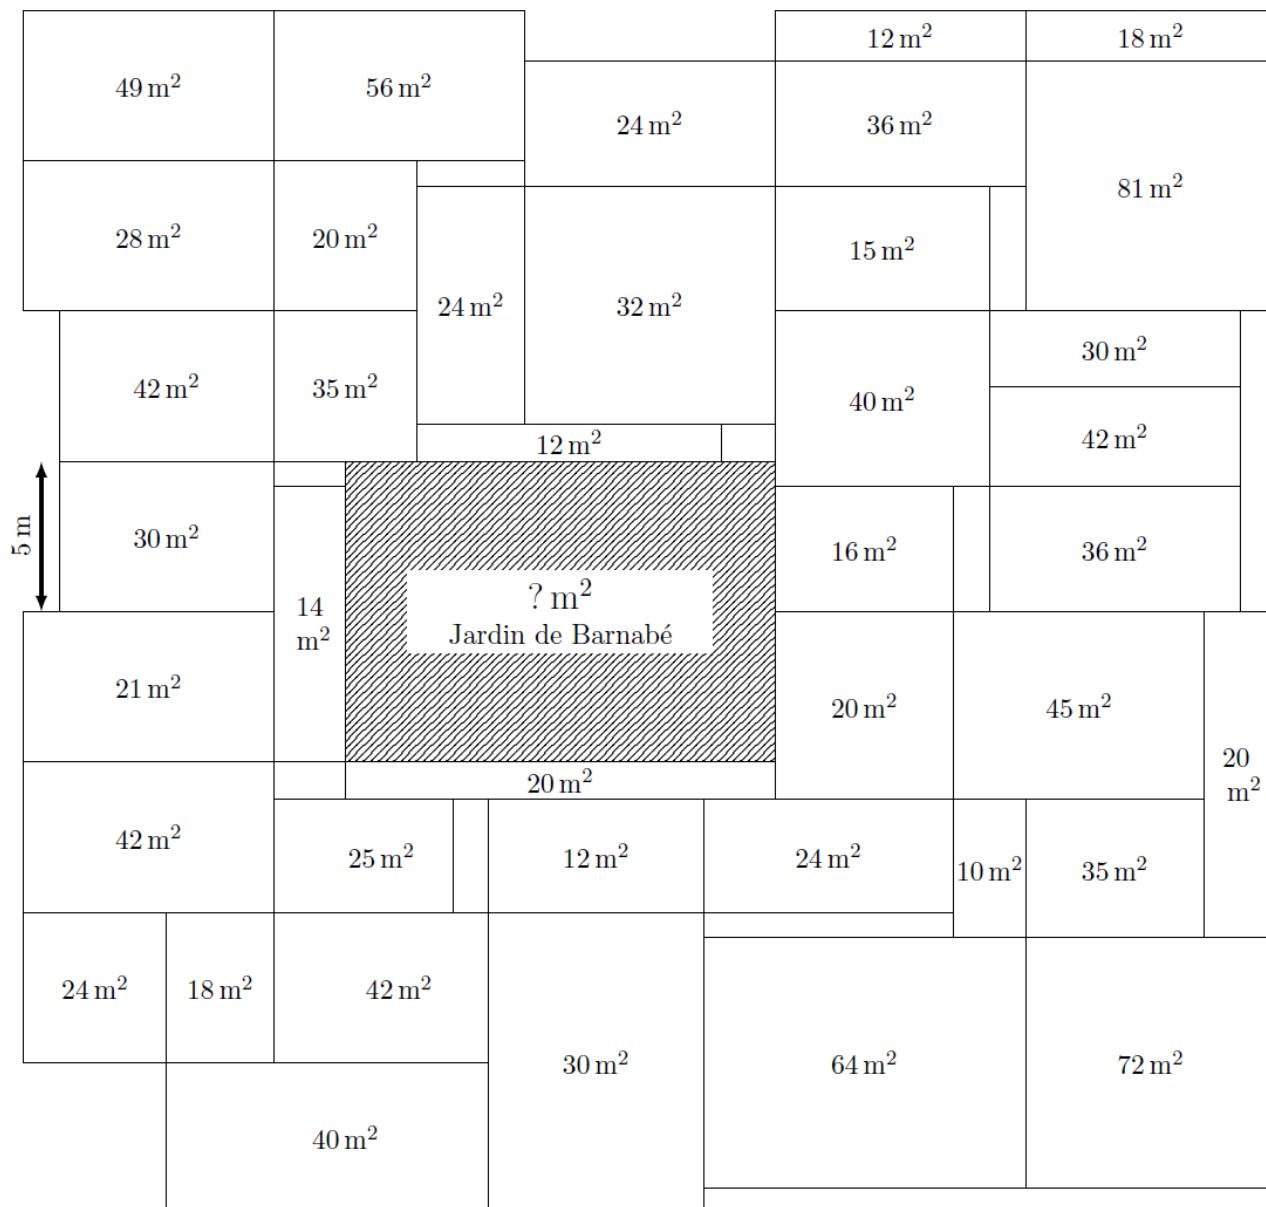 12 m²
18 m²
49 m²
56 m²
24 m²
36 m²
81 m²
28 m²
20 m²
15 m²
24 m²
32 m²
30 m²
42 m²
35 m²
40 m²
42 m²
12 m²
5 m
30 m²
16 m²
36 m²
14
m²
? m²
Jardin de Barnabé
21 m²
20 m²
45 m²
20
m²
20 m²
42 m²
25 m²
12 m²
24 m²
10 m²
35 m²
24 m²
18 m²
42 m²
30 m²
64 m²
72 m²
40 m²